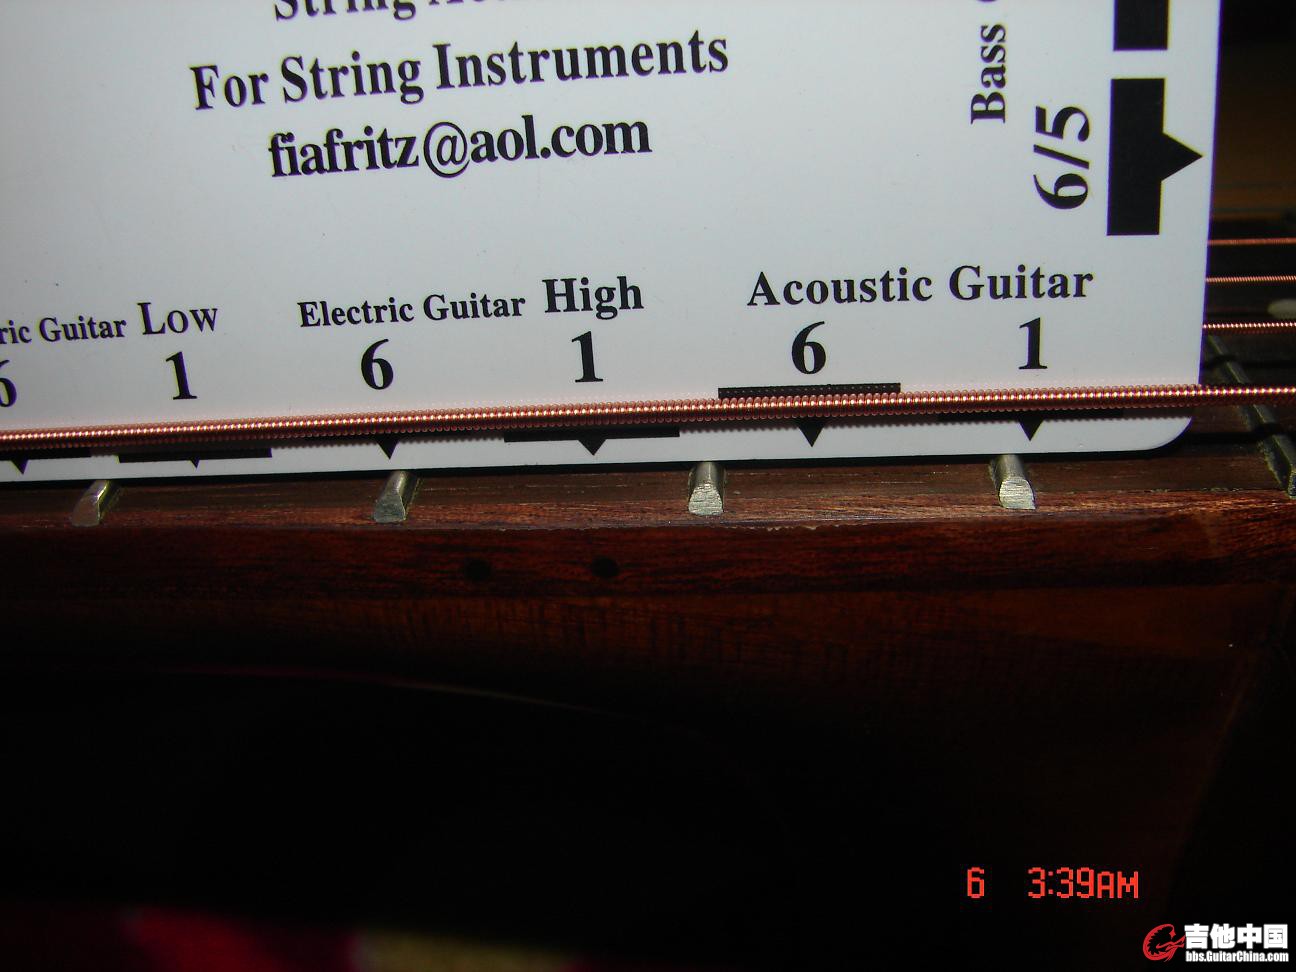 String
For String Instruments
fiafritz@aol.com
Bass
6/5
ric Guitar Low
6 1
Electric Guitar High
6 1
Acoustic Guitar
6 1
6 3:39AM
吉他中国
bbs.GuitarChina.com